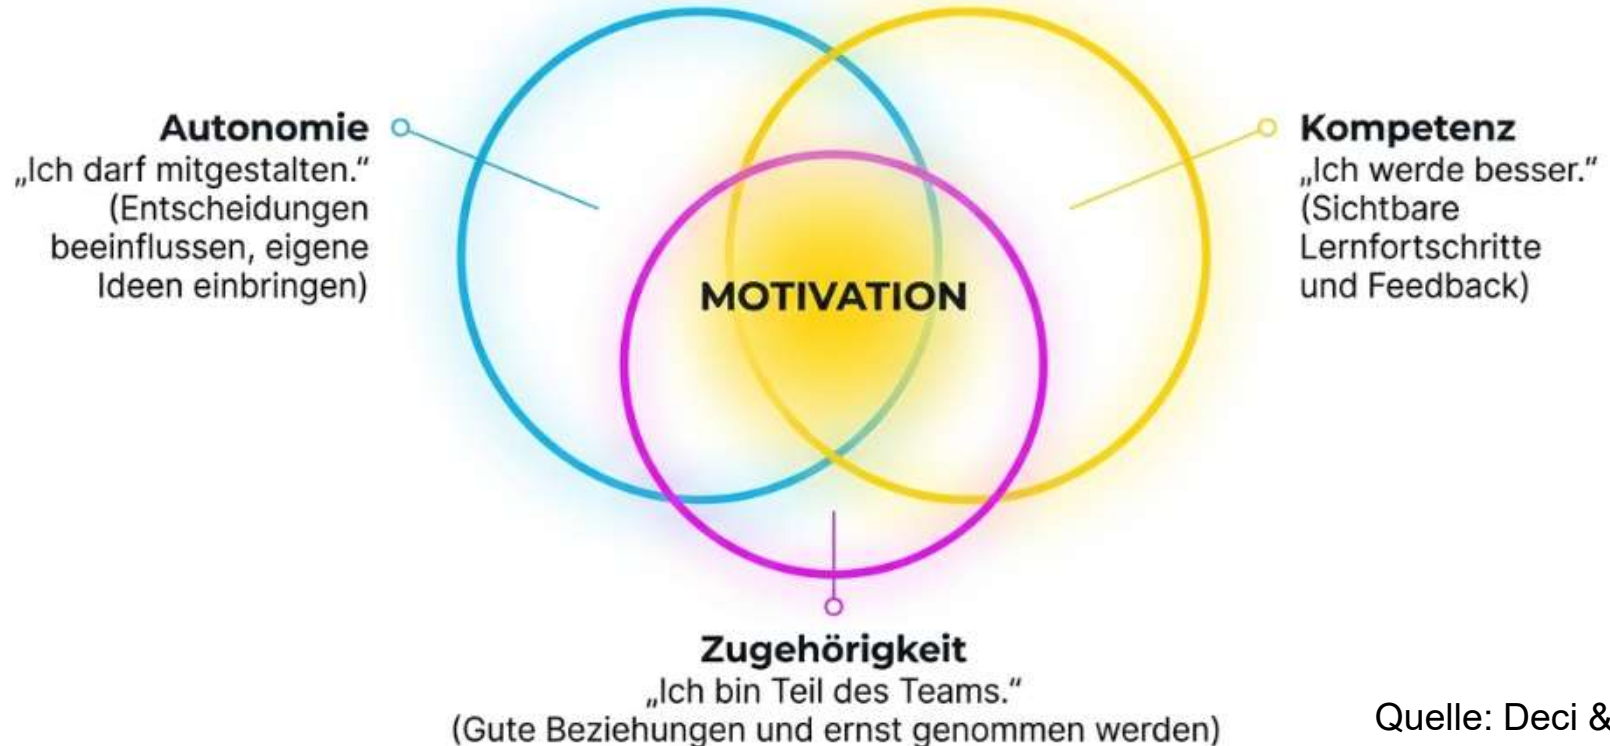 Autonomie
„Ich darf mitgestalten.“
(Entscheidungen
beeinflussen, eigene
Ideen einbringen)
Kompetenz
„Ich werde besser.“
(Sichtbare
Lernfortschritte
und Feedback)
MOTIVATION
Zugehörigkeit
„Ich bin Teil des Teams.“
(Gute Beziehungen und ernst genommen werden)
Quelle: Deci &